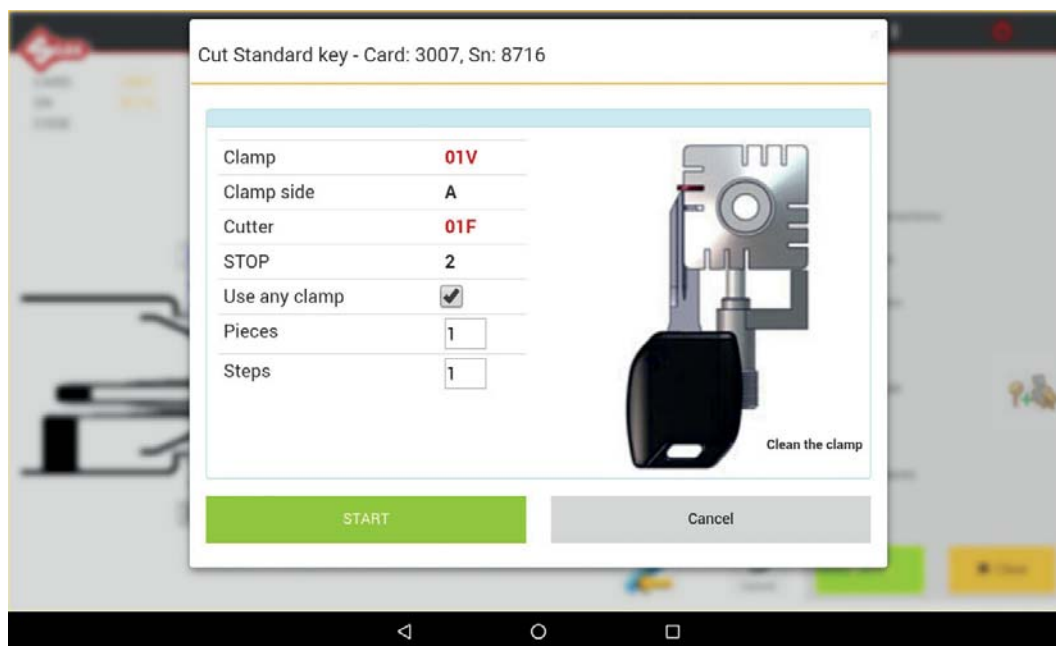 Cut Standard key - Card: 3007, Sn: 8716
Clamp 01V
Clamp side A
Cutter 01F
STOP 2
Use any clamp
Pieces 1
Steps 1
Clean the clamp
START Cancel